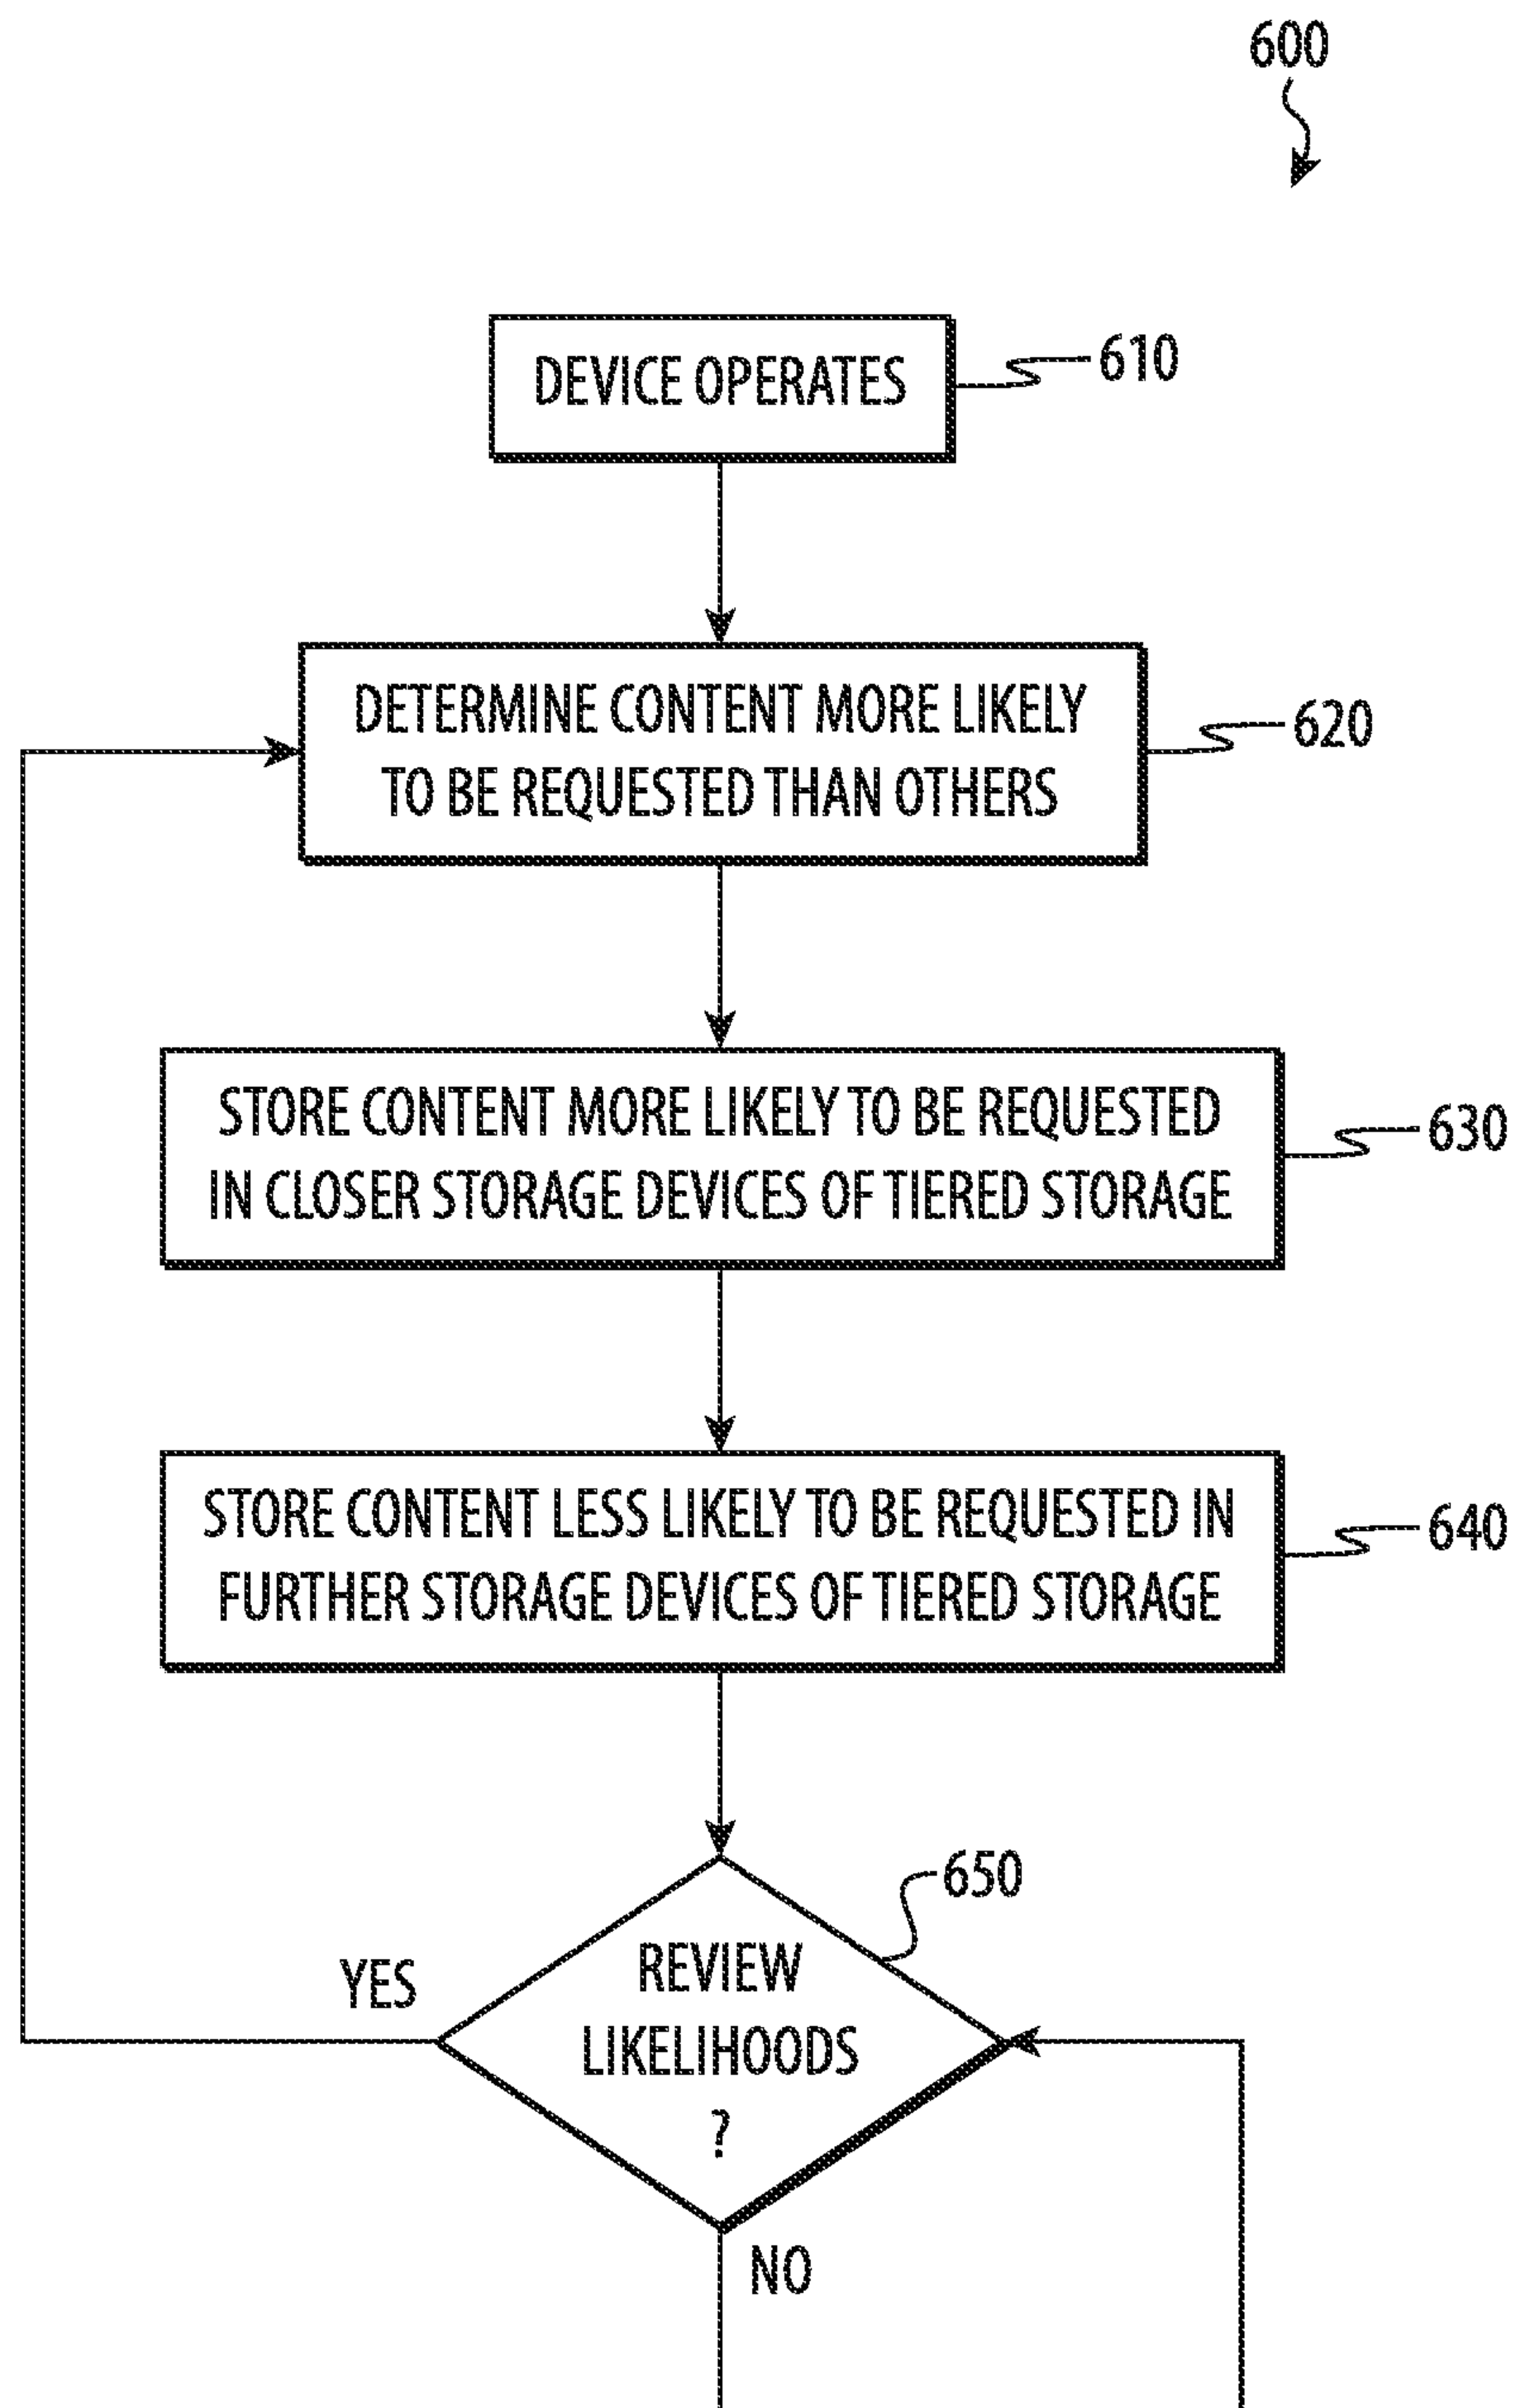 600
DEVICE OPERATES
610
DETERMINE CONTENT MORE LIKELY
TO BE REQUESTED THAN OTHERS
620
STORE CONTENT MORE LIKELY TO BE REQUESTED
IN CLOSER STORAGE DEVICES OF TIERED STORAGE
630
STORE CONTENT LESS LIKELY TO BE REQUESTED IN
FURTHER STORAGE DEVICES OF TIERED STORAGE
640
650
YES
REVIEW
LIKELIHOODS
?
NO